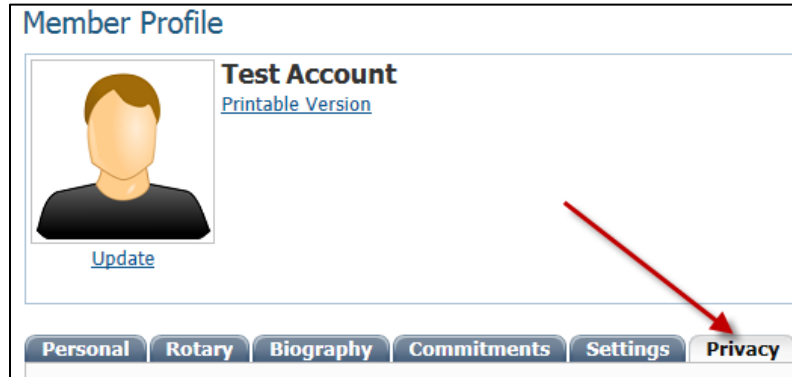 Member Profile
Test Account
Printable Version
Update
Personal Rotary Biography Commitments Settings Privacy